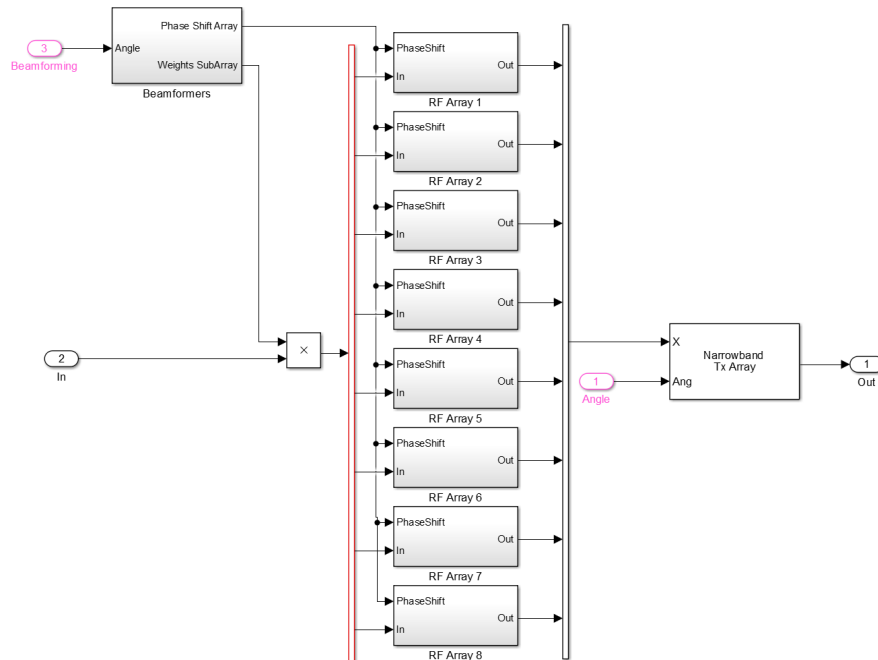 Phase Shift Array
3
Angle
Beamforming
Weights SubArray
Beamformers
PhaseShift
Out
In
RF Array 1
PhaseShift
Out
In
RF Array 2
PhaseShift
Out
In
RF Array 3
PhaseShift
Out
In
RF Array 4
2
In
×
PhaseShift
Out
In
RF Array 5
PhaseShift
Out
In
RF Array 6
PhaseShift
Out
In
RF Array 7
PhaseShift
Out
In
RF Array 8
X
Narrowband
Tx Array
Ang
1
Angle
1
Out